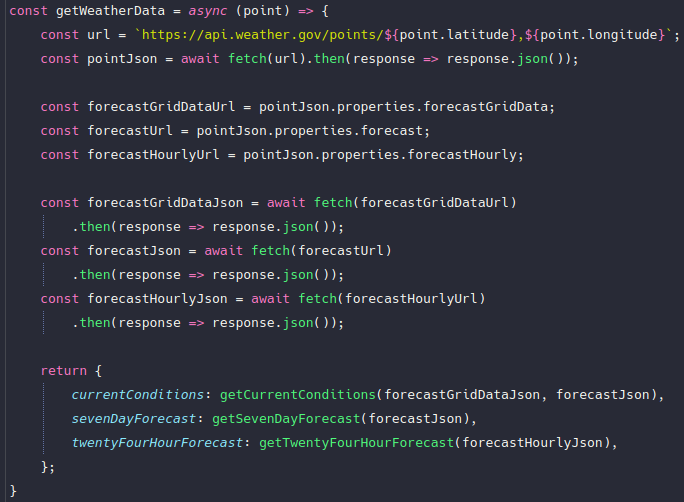 const getWeatherData = async (point) => {
    const url = `https://api.weather.gov/points/${point.latitude},${point.longitude}`;
    const pointJson = await fetch(url).then(response => response.json());

    const forecastGridDataUrl = pointJson.properties.forecastGridData;
    const forecastUrl = pointJson.properties.forecast;
    const forecastHourlyUrl = pointJson.properties.forecastHourly;

    const forecastGridDataJson = await fetch(forecastGridDataUrl)
        .then(response => response.json());
    const forecastJson = await fetch(forecastUrl)
        .then(response => response.json());
    const forecastHourlyJson = await fetch(forecastHourlyUrl)
        .then(response => response.json());

    return {
        currentConditions: getCurrentConditions(forecastGridDataJson, forecastJson),
        sevenDayForecast: getSevenDayForecast(forecastJson),
        twentyFourHourForecast: getTwentyFourHourForecast(forecastHourlyJson),
    };
}